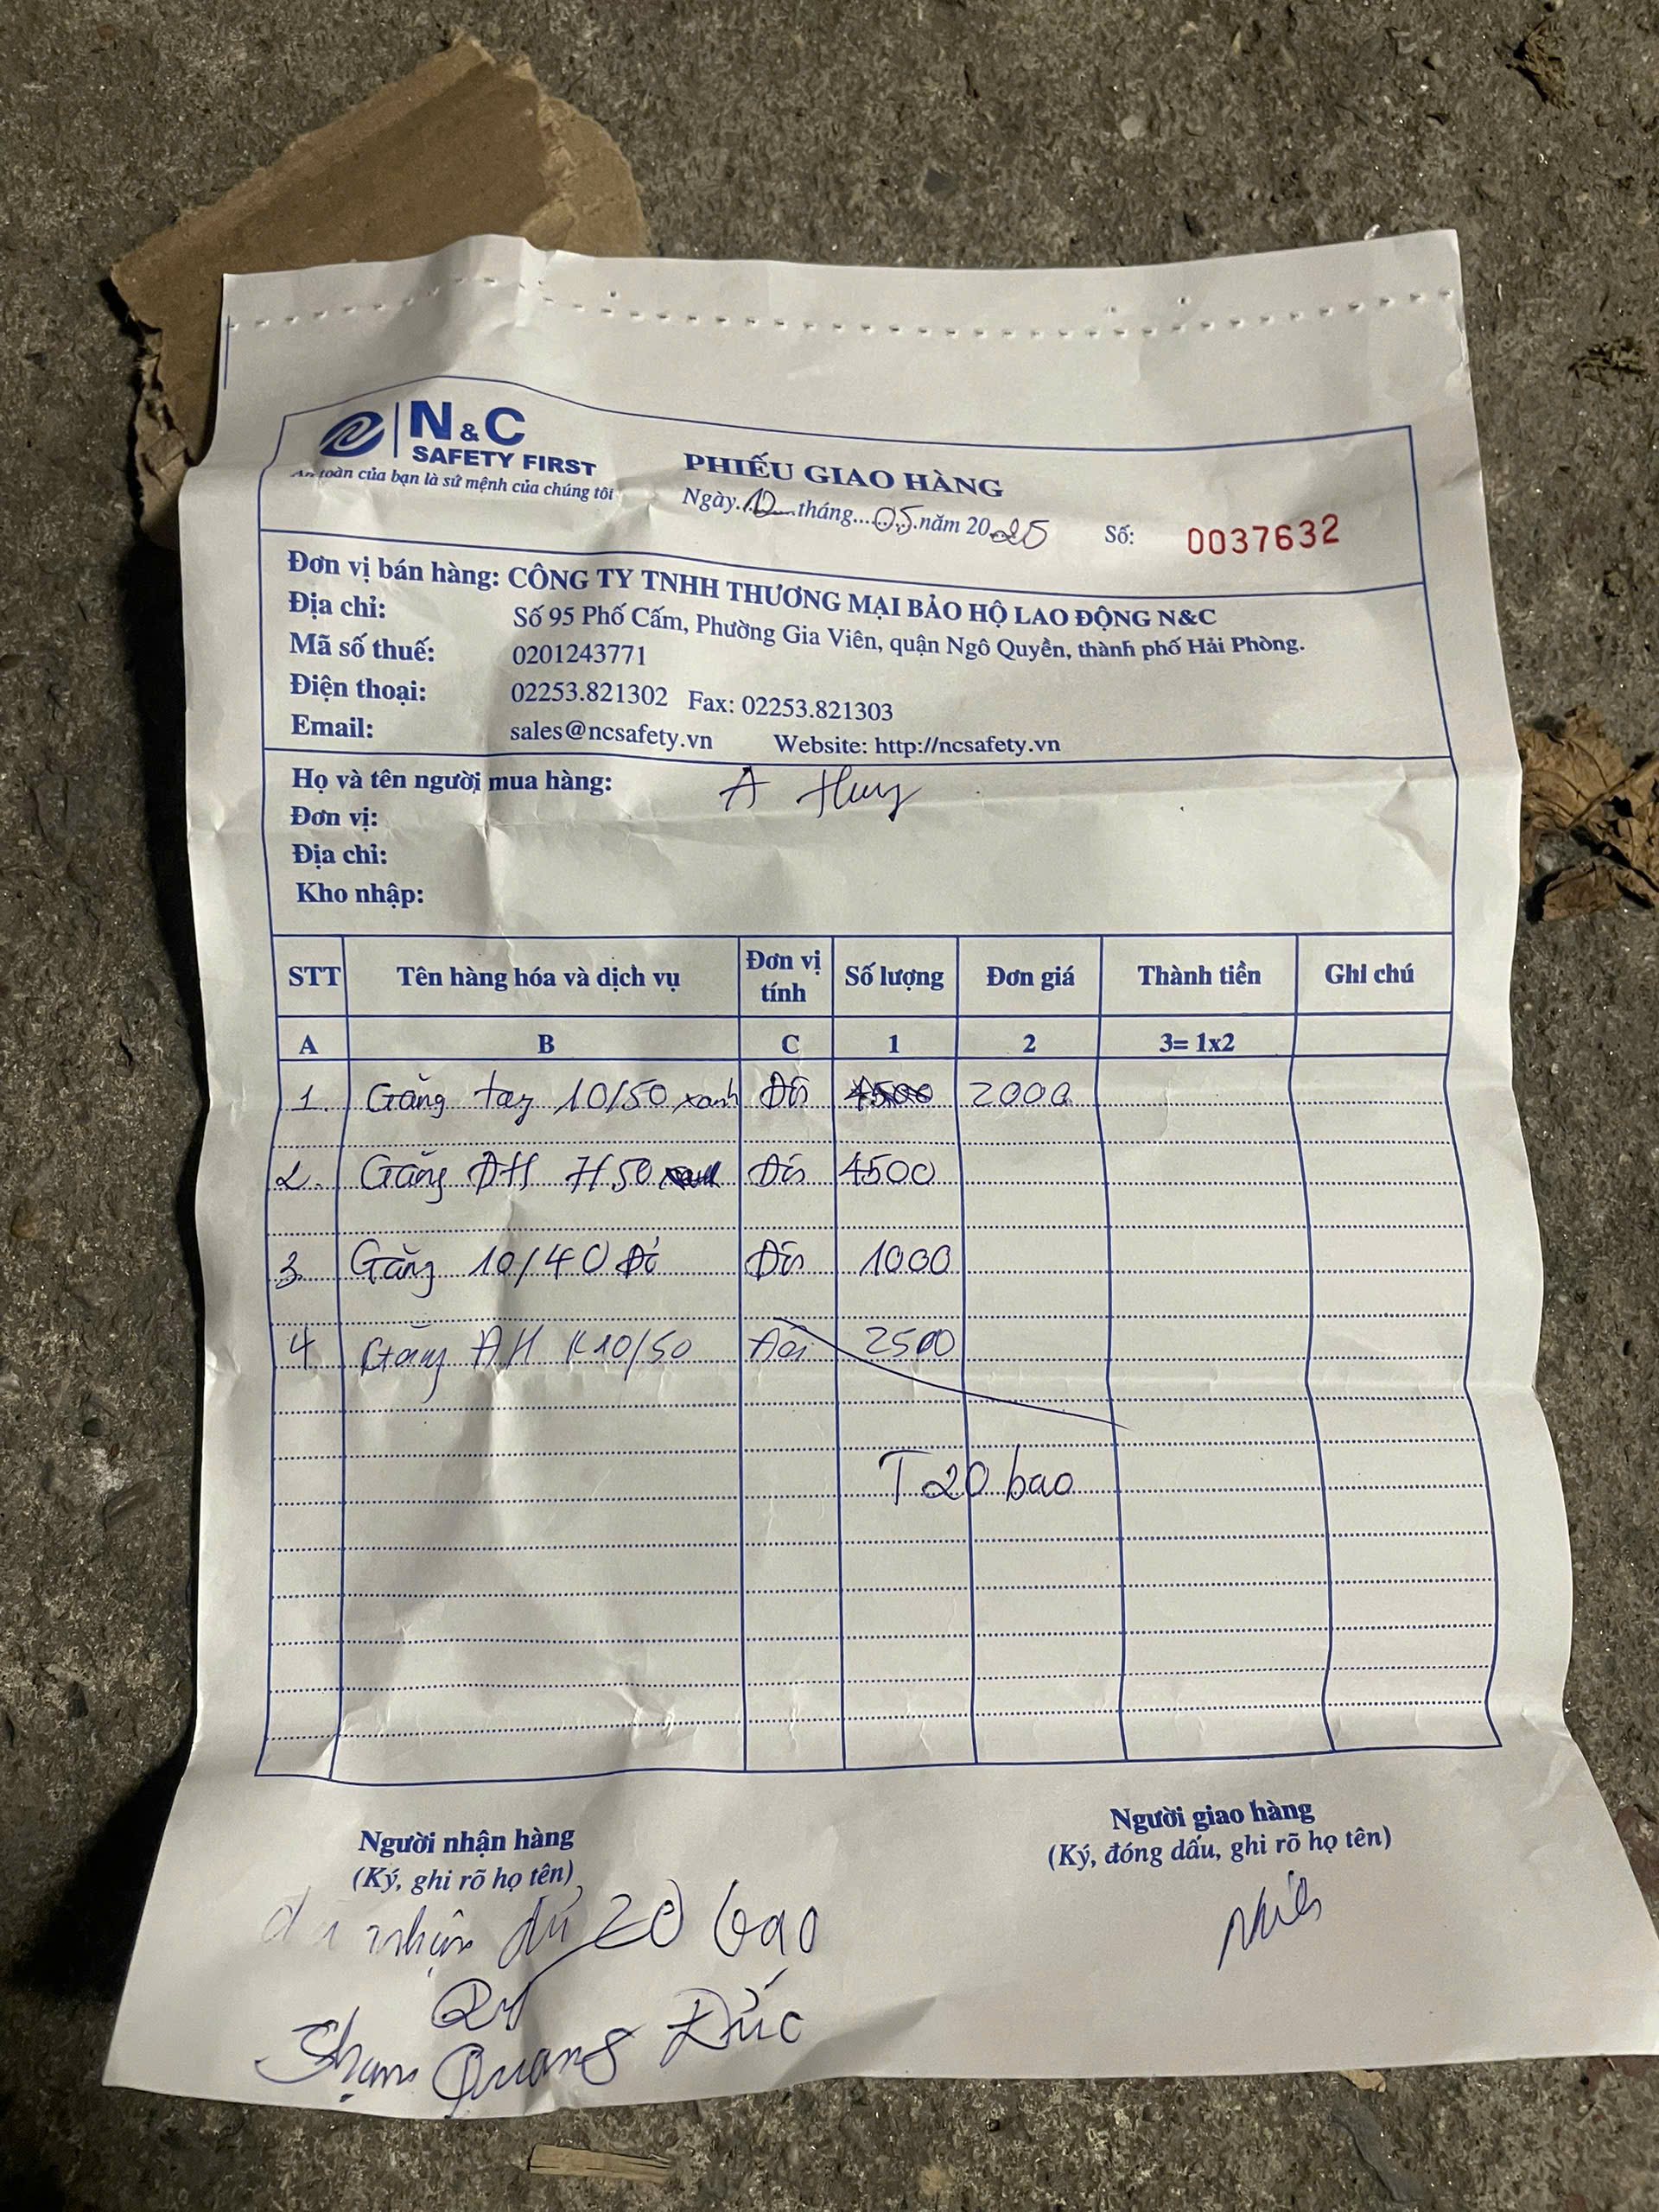 N&C
SAFETY FIRST
An toàn của bạn là sứ mệnh của chúng tôi
PHIẾU GIAO HÀNG
Ngày 12 tháng 05 năm 2025
Số: 0037632
Đơn vị bán hàng: CÔNG TY TNHH THƯƠNG MẠI BẢO HỘ LAO ĐỘNG N&C
Địa chỉ: Số 95 Phố Cấm, Phường Gia Viên, quận Ngô Quyền, thành phố Hải Phòng.
Mã số thuế: 0201243771
Điện thoại: 02253.821302 Fax: 02253.821303
Email: sales@ncsafety.vn Website: http://ncsafety.vn
Họ và tên người mua hàng: A Huy
Đơn vị:
Địa chỉ:
Kho nhập:
STT Tên hàng hóa và dịch vụ Đơn vị tính Số lượng Đơn giá Thành tiền Ghi chú
A B C 1 2 3= 1x2
1. Găng tay 10/50 xanh Đôi 4500 2000
2. Găng ĐH 7/50 Đôi 4500
3. Găng 10/40 Đỏ Đôi 1000
4 Găng ĐH K10/50 Đôi 2500
T 20 bao
Người nhận hàng
(Ký, ghi rõ họ tên)
Người giao hàng
(Ký, đóng dấu, ghi rõ họ tên)
đã nhận đủ 20 bao
Phạm Quang Đức